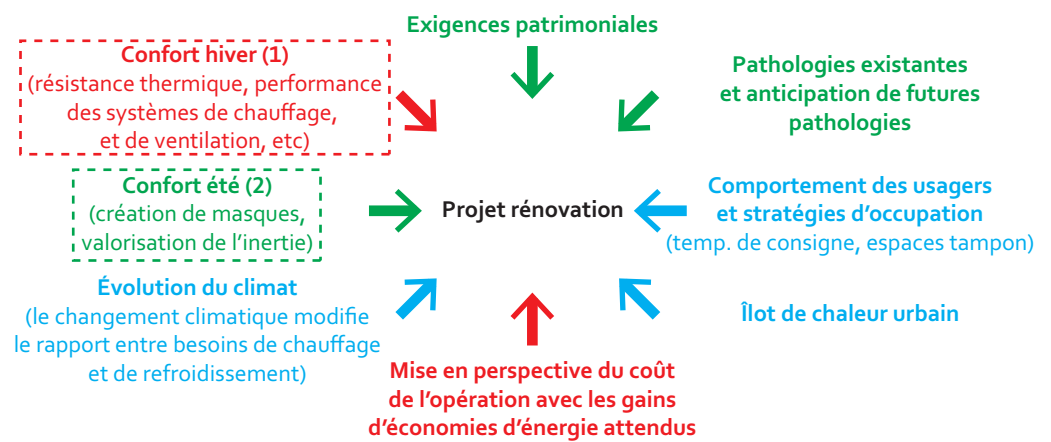 Exigences patrimoniales
Confort hiver (1)
(résistance thermique, performance
des systèmes de chauffage,
et de ventilation, etc)
Pathologies existantes
et anticipation de futures
pathologies
Confort été (2)
(création de masques,
valorisation de l’inertie)
Projet rénovation
Comportement des usagers
et stratégies d’occupation
(temp. de consigne, espaces tampon)
Évolution du climat
(le changement climatique modifie
le rapport entre besoins de chauffage
et de refroidissement)
Îlot de chaleur urbain
Mise en perspective du coût
de l’opération avec les gains
d’économies d’énergie attendus